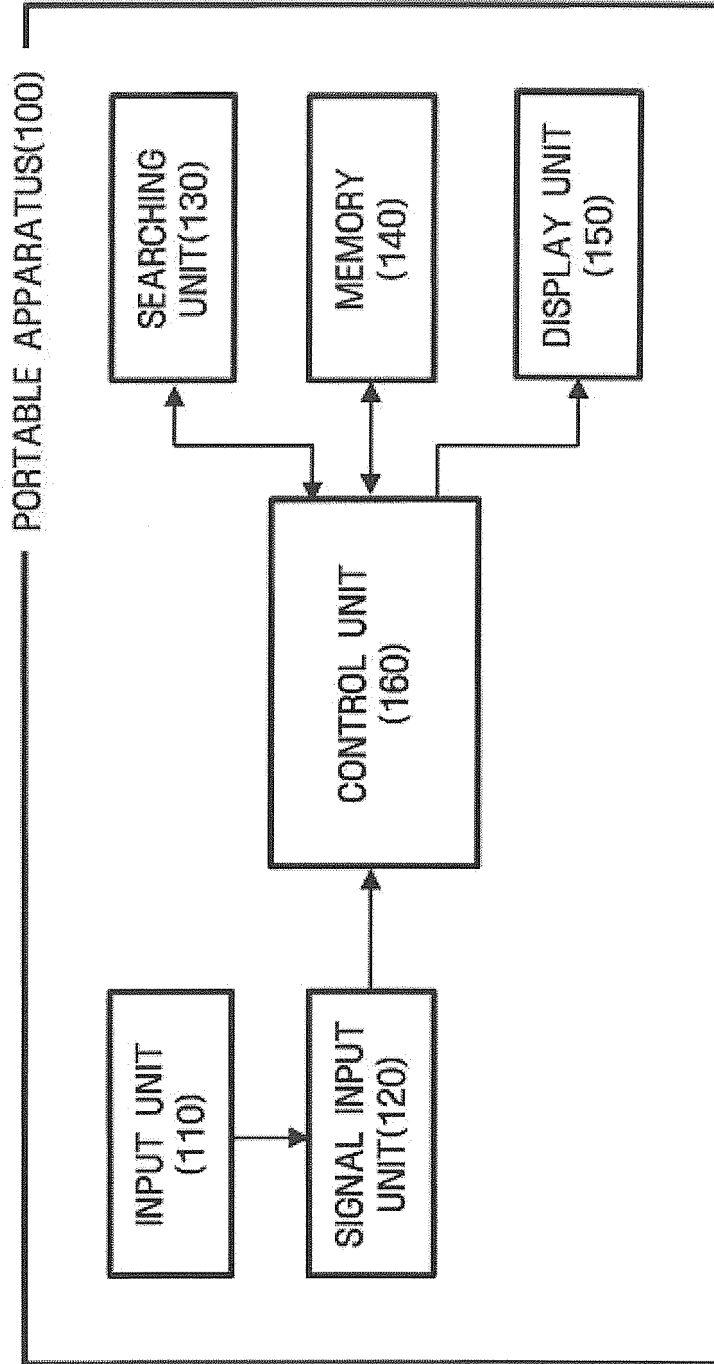 PORTABLE APPARATUS(100)
INPUT UNIT
(110)
SIGNAL INPUT
UNIT(120)
CONTROL UNIT
(160)
SEARCHING
UNIT(130)
MEMORY
(140)
DISPLAY UNIT
(150)